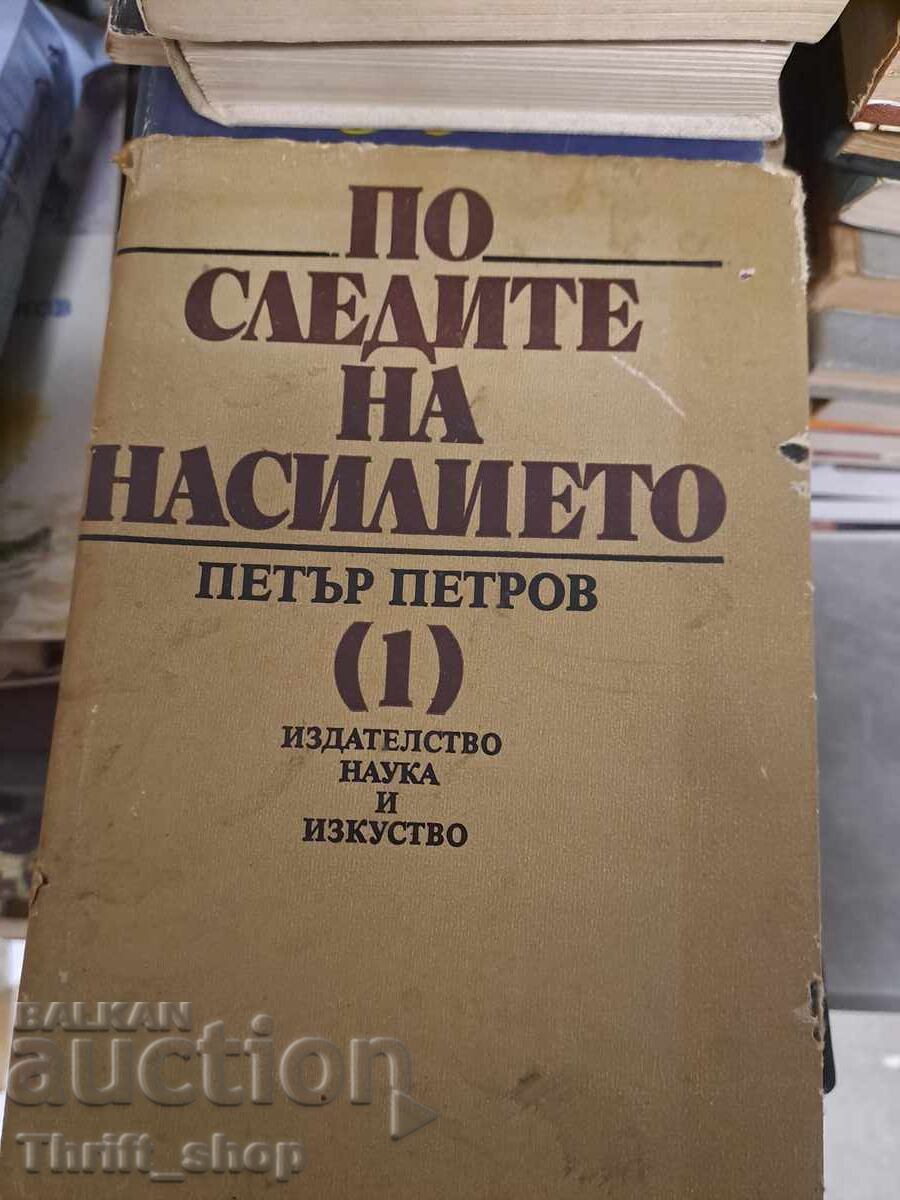 ПО
СЛЕДИТЕ
НА
НАСИЛИЕТО
ПЕТЪР ПЕТРОВ
(1)
ИЗДАТЕЛСТВО
НАУКА
И
ИЗКУСТВО
BALKAN
auction
Thrift_shop